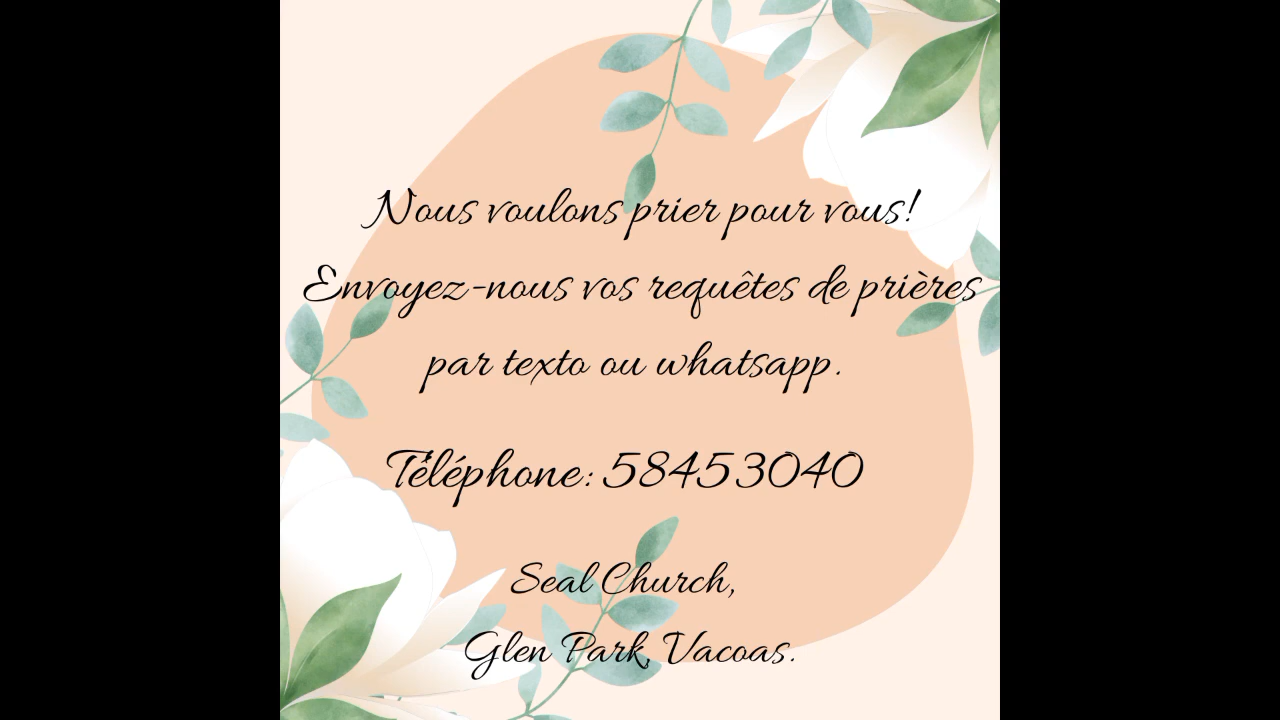 Nous voulons prier pour vous!
Envoyez-nous vos requêtes de prières
par texto ou whatsapp.
Téléphone: 58453040
Seal Church,
Glen Park, Vacoas.